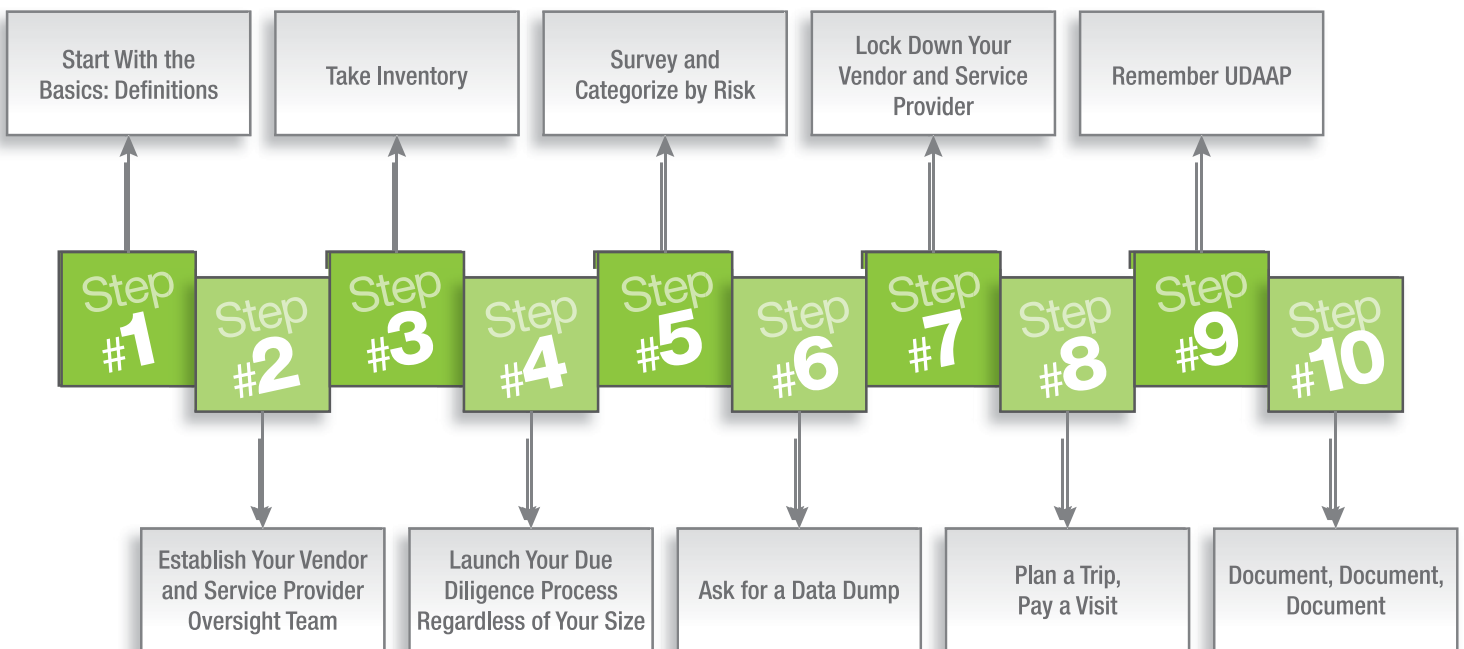 Start With the
Basics: Definitions
Take Inventory
Survey and
Categorize by Risk
Lock Down Your
Vendor and Service
Provider
Remember UDAAP
Step
#1
Step
#2
Step
#3
Step
#4
Step
#5
Step
#6
Step
#7
Step
#8
Step
#9
Step
#10
Establish Your Vendor
and Service Provider
Oversight Team
Launch Your Due
Diligence Process
Regardless of Your Size
Ask for a Data Dump
Plan a Trip,
Pay a Visit
Document, Document,
Document